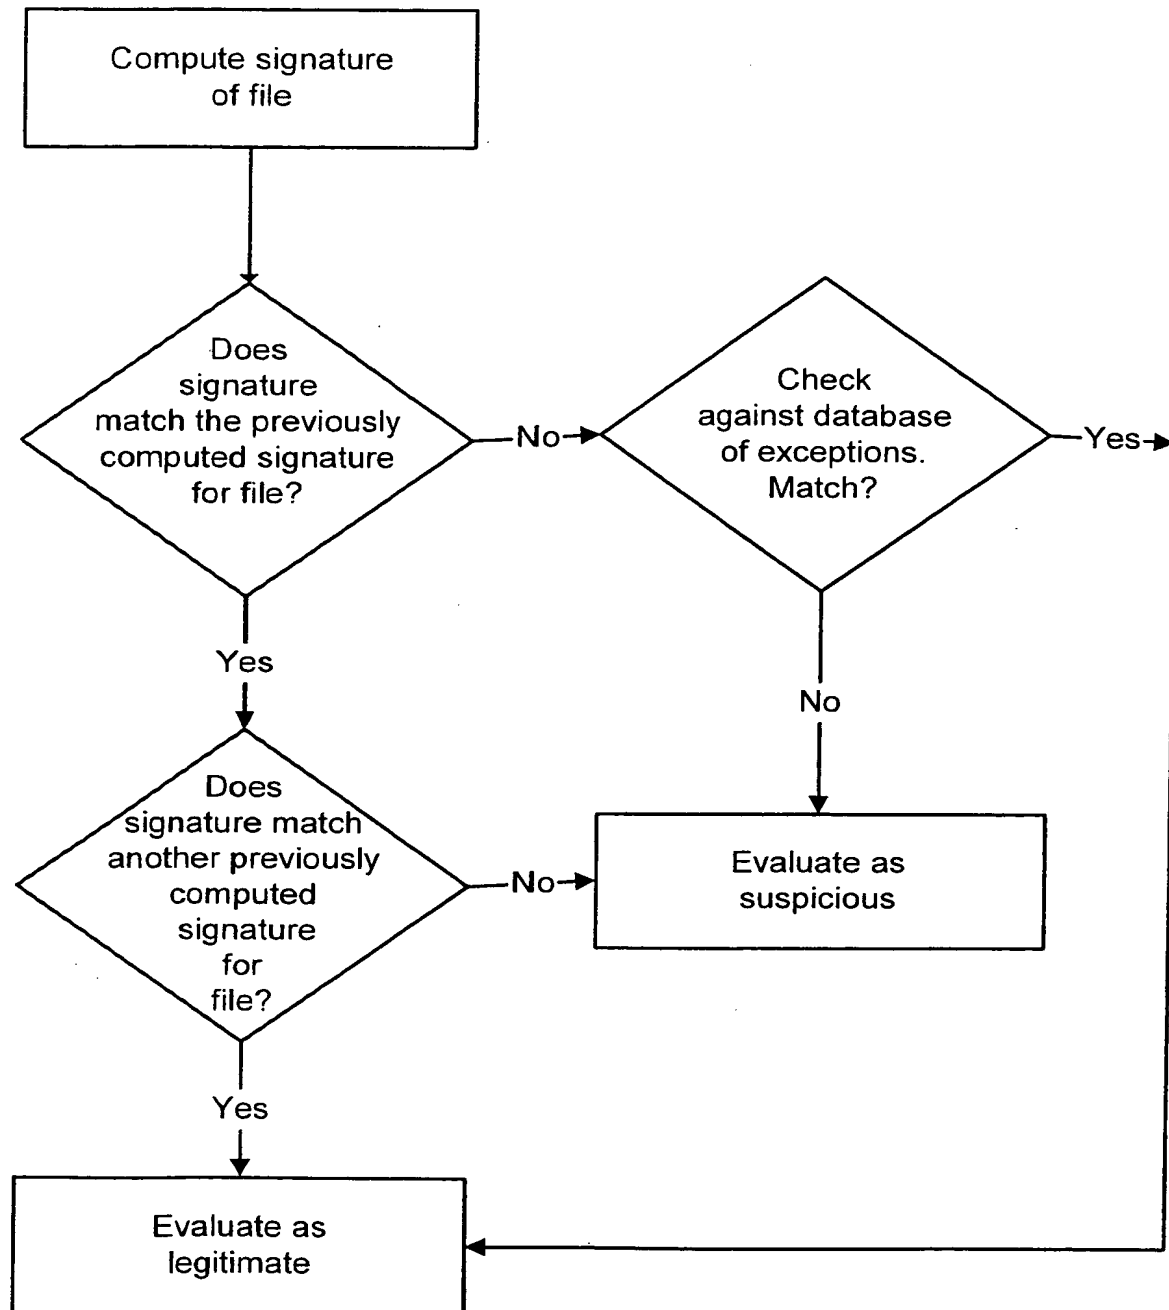 Compute signature
of file
Does
signature
match the previously
computed signature
for file?
No
Check
against database
of exceptions.
Match?
Yes
Yes
No
Does
signature match
another previously
computed
signature
for
file?
No
Evaluate as
suspicious
Yes
Evaluate as
legitimate